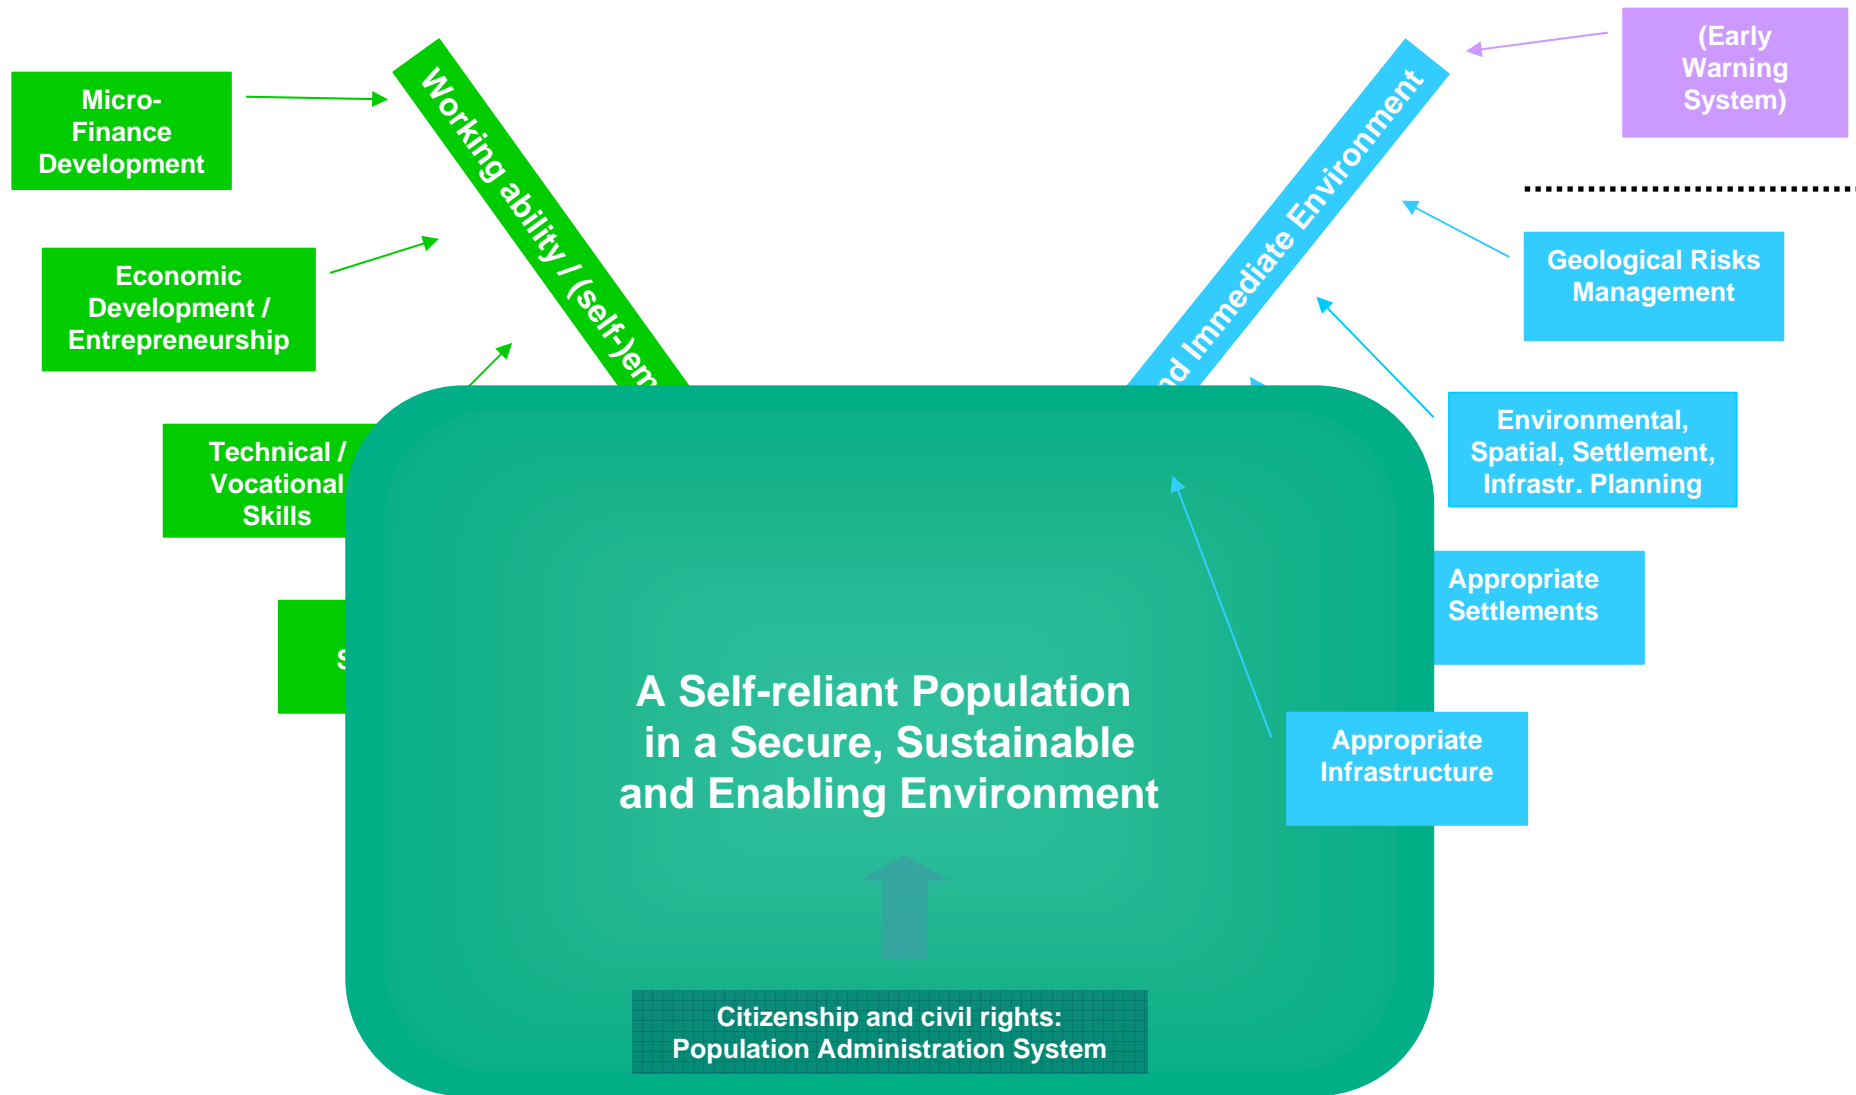 Micro-
Finance
Development
Economic
Development /
Entrepreneurship
Technical /
Vocational
Skills
Working ability / (self-)em
nd Immediate Environment
(Early
Warning
System)
Geological Risks
Management
Environmental,
Spatial, Settlement,
Infrastr. Planning
Appropriate
Settlements
Appropriate
Infrastructure
A Self-reliant Population
in a Secure, Sustainable
and Enabling Environment
Citizenship and civil rights:
Population Administration System